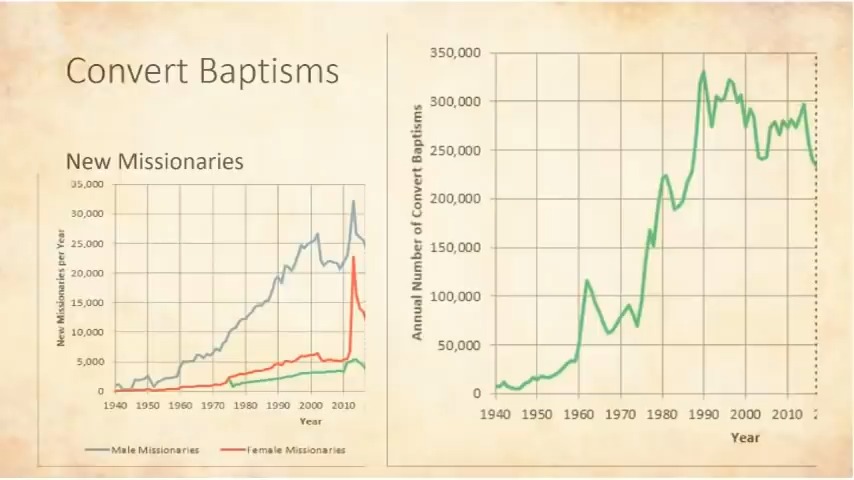 Convert Baptisms
New Missionaries
35,000
30,000
25,000
20,000
15,000
10,000
5,000
0
New Missionaries per Year
1940 1950 1960 1970 1980 1990 2000 2010
Year
Male Missionaries Female Missionaries
350,000
300,000
250,000
200,000
150,000
100,000
50,000
0
Annual Number of Convert Baptisms
1940 1950 1960 1970 1980 1990 2000 2010
Year